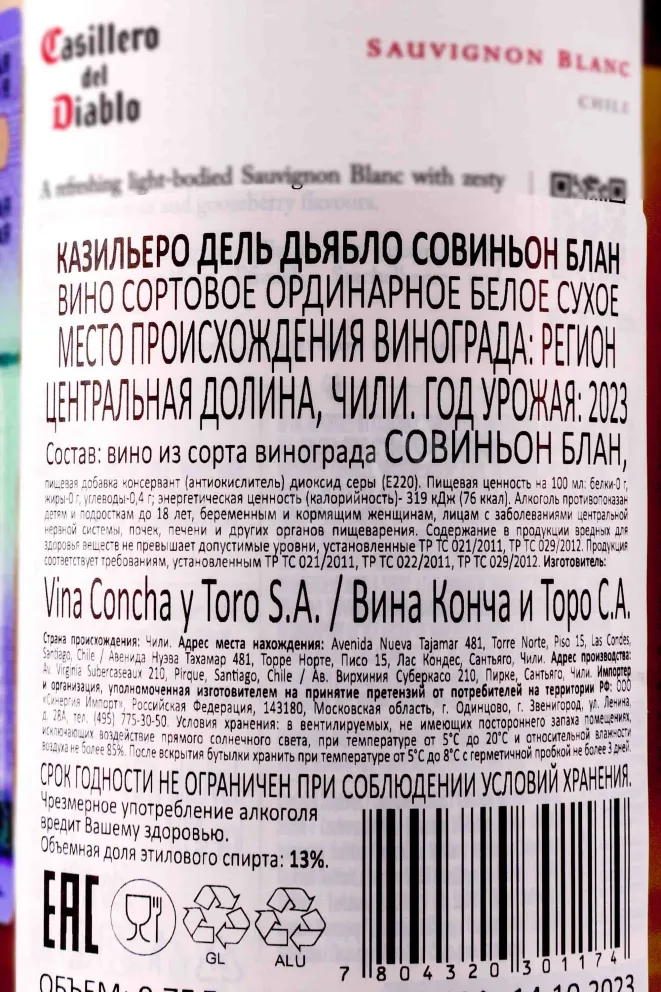 Casillero
del
Diablo
SAUVIGNON BLANC
CHILE
A refreshing light-bodied Sauvignon Blanc with zesty
and gooseberry flavours.
КАЗИЛЬЕРО ДЕЛЬ ДЬЯБЛО СОВИНЬОН БЛАН
ВИНО СОРТОВОЕ ОРДИНАРНОЕ БЕЛОЕ СУХОЕ
МЕСТО ПРОИСХОЖДЕНИЯ ВИНОГРАДА: РЕГИОН
ЦЕНТРАЛЬНАЯ ДОЛИНА, ЧИЛИ. ГОД УРОЖАЯ: 2023
Состав: вино из сорта винограда СОВИНЬОН БЛАН,
пищевая добавка консервант (антиокислитель) диоксид серы (Е220). Пищевая ценность на 100 мл: белки-0 г,
жиры-0 г, углеводы-0,4 г; энергетическая ценность (калорийность)- 319 кДж (76 ккал). Алкоголь противопоказан
детям и подросткам до 18 лет, беременным и кормящим женщинам, лицам с заболеваниями центральной
нервной системы, почек, печени и других органов пищеварения. Содержание в продукции вредных для
здоровья веществ не превышает допустимые уровни, установленные ТР ТС 021/2011, ТР ТС 029/2012. Продукция
соответствует требованиям, установленным ТР ТС 021/2011, ТР ТС 022/2011, ТР ТС 029/2012. Изготовитель:
Vina Concha y Toro S.A. / Вина Конча и Торо С.А.
Страна происхождения: Чили. Адрес места нахождения: Avenida Nueva Tajamar 481, Torre Norte, Piso 15, Las Condes,
Santiago, Chile / Авенида Нуэва Тахамар 481, Торре Норте, Писо 15, Лас Кондес, Сантьяго, Чили. Адрес производства:
Av. Virginia Subercaseaux 210, Pirque, Santiago, Chile / Ав. Вирхиния Суберкасо 210, Пирке, Сантьяго, Чили. Импортер
и организация, уполномоченная изготовителем на принятие претензий от потребителей на территории РФ: ООО
«Синергия Импорт», Российская Федерация, 143180, Московская область, г. Одинцово, г. Звенигород, ул. Ленина,
д. 28А, тел. (495) 775-30-50. Условия хранения: в вентилируемых, не имеющих постороннего запаха помещениях,
исключающих воздействие прямого солнечного света, при температуре от 5°С до 20°С и относительной влажности
воздуха не более 85%. После вскрытия бутылки хранить при температуре от 5°С до 8°С с герметичной пробкой не более 3 дней.
СРОК ГОДНОСТИ НЕ ОГРАНИЧЕН ПРИ СОБЛЮДЕНИИ УСЛОВИЙ ХРАНЕНИЯ.
Чрезмерное употребление алкоголя
вредит Вашему здоровью.
Объемная доля этилового спирта: 13%.
EAC
GL
ALU
7 804320 301174
ОБЪЕМ: 0,75
14.10.2023